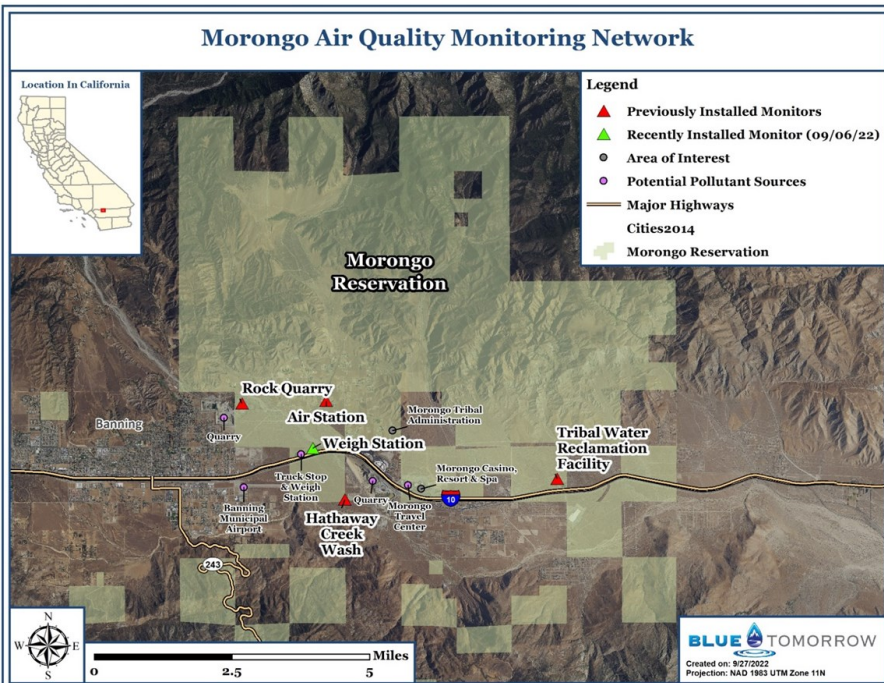 Morongo Air Quality Monitoring Network
Location In California
Legend
Previously Installed Monitors
Recently Installed Monitor (09/06/22)
Area of Interest
Potential Pollutant Sources
Major Highways
Cities2014
Morongo Reservation
Morongo
Reservation
Rock Quarry
Air Station
Morongo Tribal
Administration
Banning
Quarry
Weigh Station
Tribal Water
Reclamation
Facility
Truck Stop
& Weigh
Station
Morongo Casino,
Resort & Spa
Quarry
Morongo
Travel
Center
10
Banning
Municipal
Airport
Hathaway
Creek
Wash
243
N
W
E
S
Miles
0
2.5
5
BLUE TOMORROW
Created on: 9/27/2022
Projection: NAD 1983 UTM Zone 11N